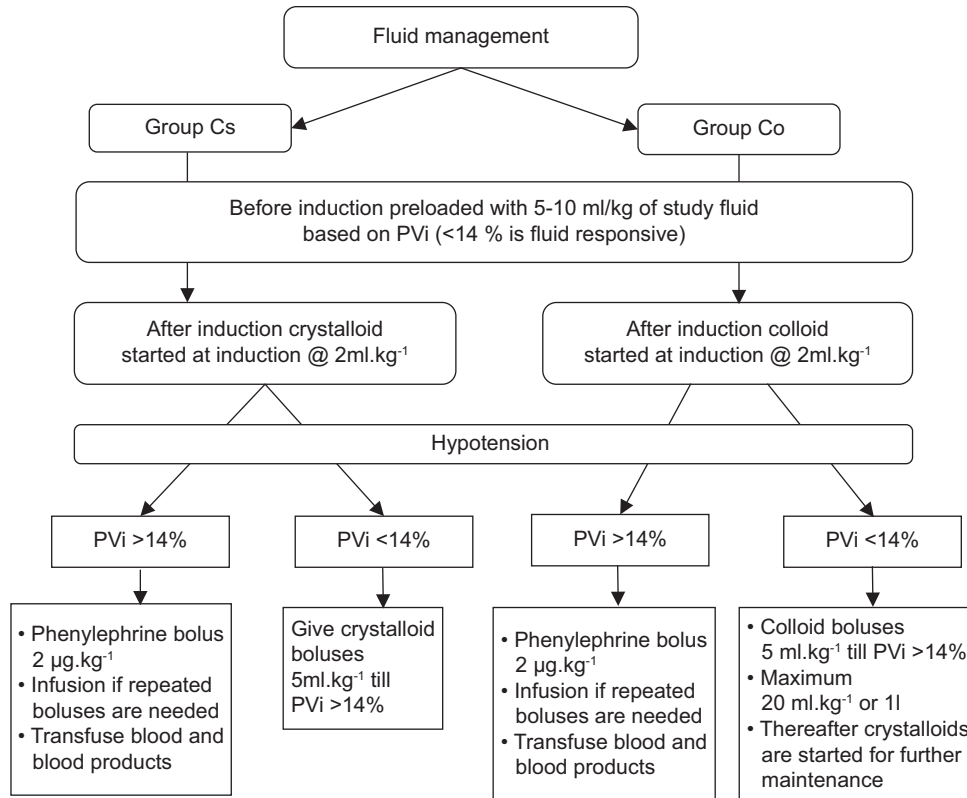 Fluid management
Group Cs
Group Co
Before induction preloaded with 5-10 ml/kg of study fluid
based on PVi (<14 % is fluid responsive)
After induction crystalloid
started at induction @ 2ml.kg⁻¹
After induction colloid
started at induction @ 2ml.kg⁻¹
Hypotension
PVi >14%
PVi <14%
PVi >14%
PVi <14%
• Phenylephrine bolus
2 µg.kg⁻¹
• Infusion if repeated
boluses are needed
• Transfuse blood and
blood products
Give crystalloid
boluses
5ml.kg⁻¹ till
PVi >14%
• Phenylephrine bolus
2 µg.kg⁻¹
• Infusion if repeated
boluses are needed
• Transfuse blood and
blood products
• Colloid boluses
5 ml.kg⁻¹ till PVi >14%
• Maximum
20 ml.kg⁻¹ or 1l
• Thereafter crystalloids
are started for further
maintenance